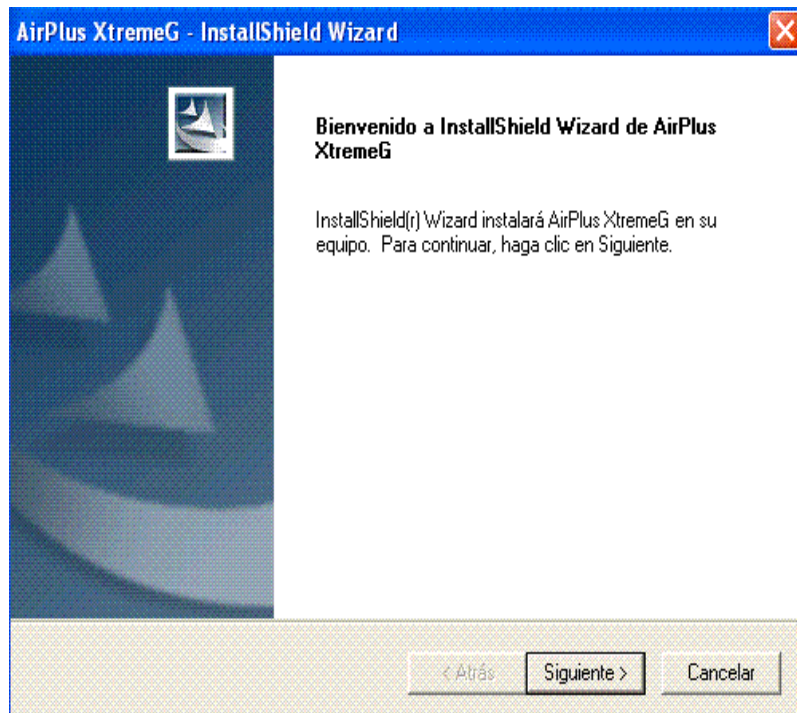 AirPlus XtremeG - InstallShield Wizard
Bienvenido a InstallShield Wizard de AirPlus
XtremeG
InstallShield(r) Wizard instalará AirPlus XtremeG en su
equipo. Para continuar, haga clic en Siguiente.
< Atrás
Siguiente >
Cancelar